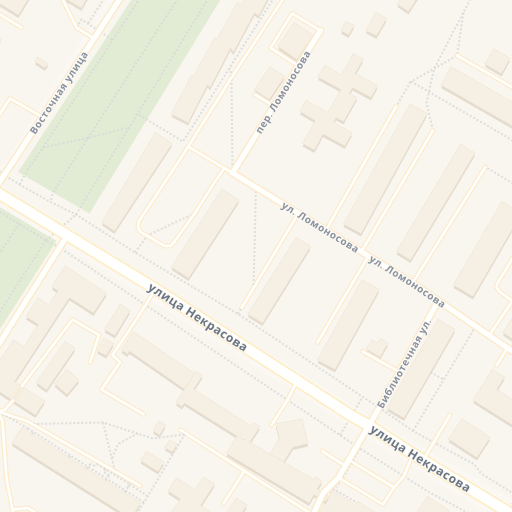 Восточная улица
пер. Ломоносова
ул. Ломоносова
ул. Ломоносова
улица Некрасова
Библиотечная ул.
улица Некрасова